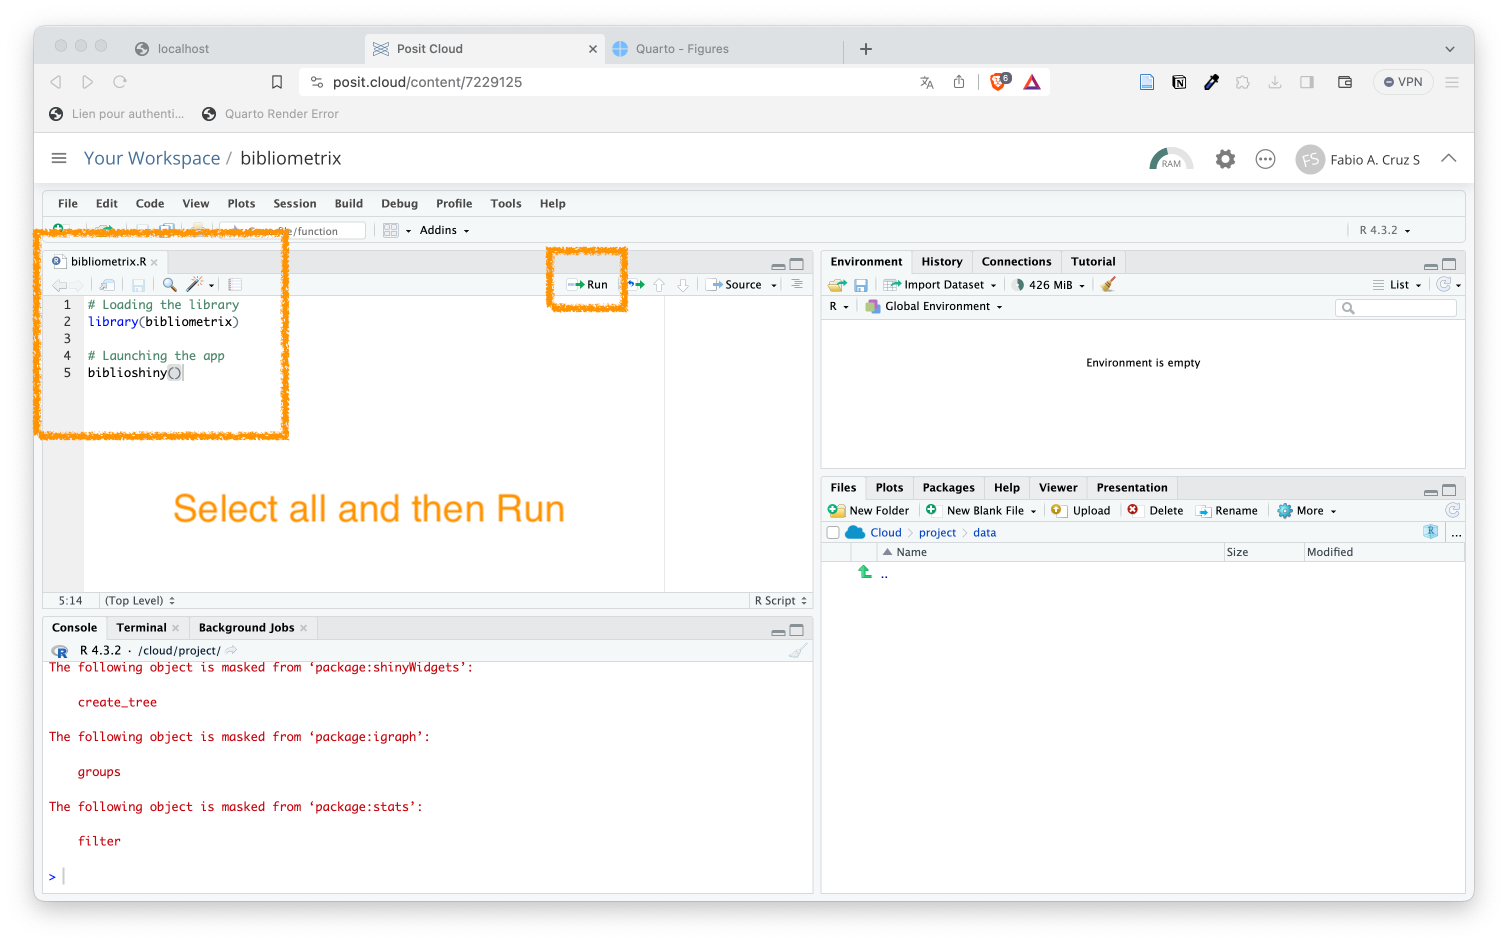 localhost
Posit Cloud
Quarto - Figures
posit.cloud/content/7229125
6
VPN
Lien pour authenti...
Quarto Render Error
Your Workspace / bibliometrix
RAM
FS
Fabio A. Cruz S
File Edit Code View Plots Session Build Debug Profile Tools Help
file/function
Addins
R 4.3.2
bibliometrix.R
Run
Source
1 # Loading the library
2 library(bibliometrix)
3
4 # Launching the app
5 biblioshiny()
Select all and then Run
5:14 (Top Level) R Script
Environment History Connections Tutorial
Import Dataset 426 MiB List
R Global Environment
Environment is empty
Console Terminal Background Jobs
R 4.3.2 · /cloud/project/
The following object is masked from ‘package:shinyWidgets’:
create_tree
The following object is masked from ‘package:igraph’:
groups
The following object is masked from ‘package:stats’:
filter
>
Files Plots Packages Help Viewer Presentation
New Folder New Blank File Upload Delete Rename More
Cloud project data
...
Name Size Modified
..